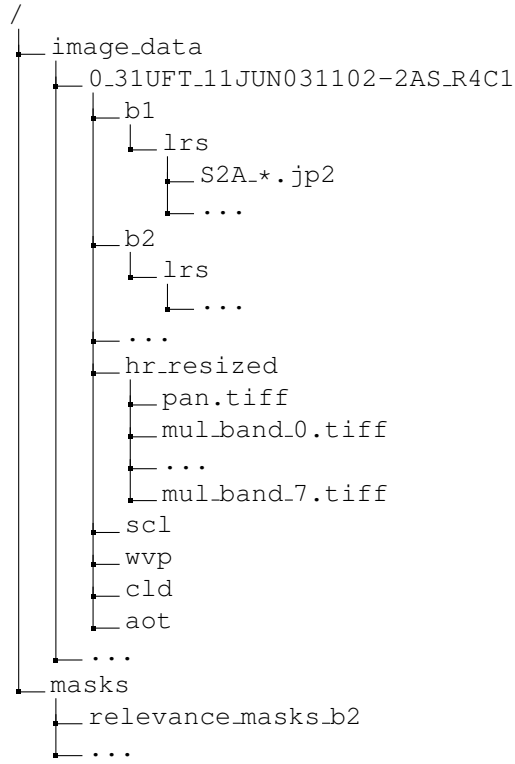 /
image_data
0_31UFT_11JUN031102-2AS_R4C1
b1
lrs
S2A_*.jp2
...
b2
lrs
...
...
hr_resized
pan.tiff
mul_band_0.tiff
...
mul_band_7.tiff
scl
wvp
cld
aot
...
masks
relevance_masks_b2
...